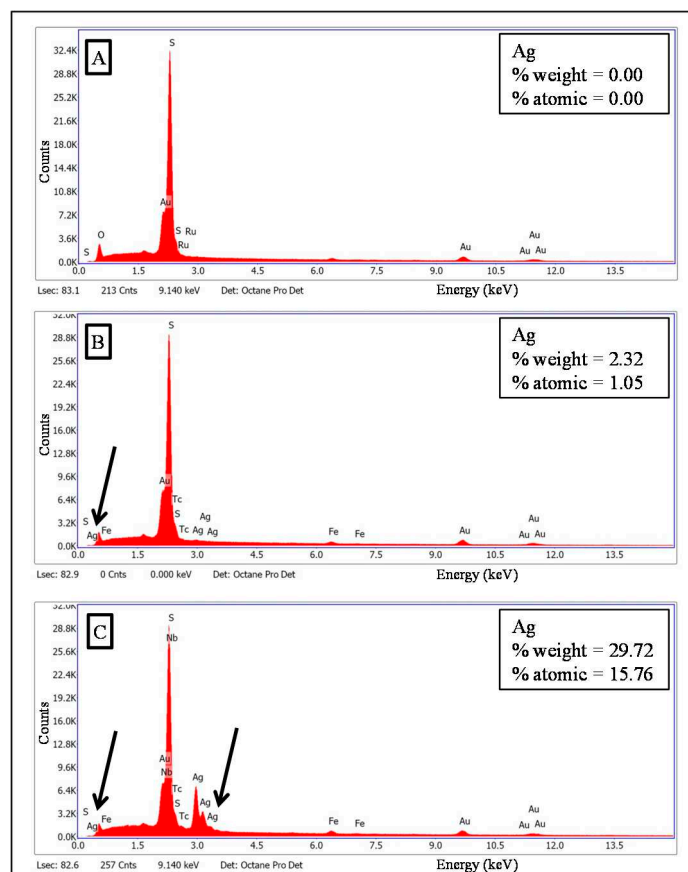 A
Ag
% weight = 0.00
% atomic = 0.00
Counts
32.4K
28.8K
25.2K
21.6K
18.0K
14.4K
10.8K
7.2K
3.6K
0.0K
S
Au
O
S
S Ru
Ru
Au
Au
Au Au
0.0 1.5 3.0 4.5 6.0 7.5 9.0 10.5 12.0 13.5
Lsec: 83.1 213 Cnts 9.140 keV Det: Octane Pro Det
Energy (keV)
B
Ag
% weight = 2.32
% atomic = 1.05
Counts
32.0K
28.8K
25.6K
22.4K
19.2K
16.0K
12.8K
9.6K
6.4K
3.2K
0.0K
S
Au
Tc
S
Tc
Ag
Ag Ag
S
Ag Fe
Fe Fe
Au
Au
Au Au
0.0 1.5 3.0 4.5 6.0 7.5 9.0 10.5 12.0 13.5
Lsec: 82.9 0 Cnts 0.000 keV Det: Octane Pro Det
Energy (keV)
C
Ag
% weight = 29.72
% atomic = 15.76
Counts
32.0K
28.8K
25.6K
22.4K
19.2K
16.0K
12.8K
9.6K
6.4K
3.2K
0.0K
S
Nb
Au
Nb
Tc
S
Tc
Ag
Ag
Ag
S
Ag Fe
Fe Fe
Au
Au
Au Au
0.0 1.5 3.0 4.5 6.0 7.5 9.0 10.5 12.0 13.5
Lsec: 82.6 257 Cnts 9.140 keV Det: Octane Pro Det
Energy (keV)